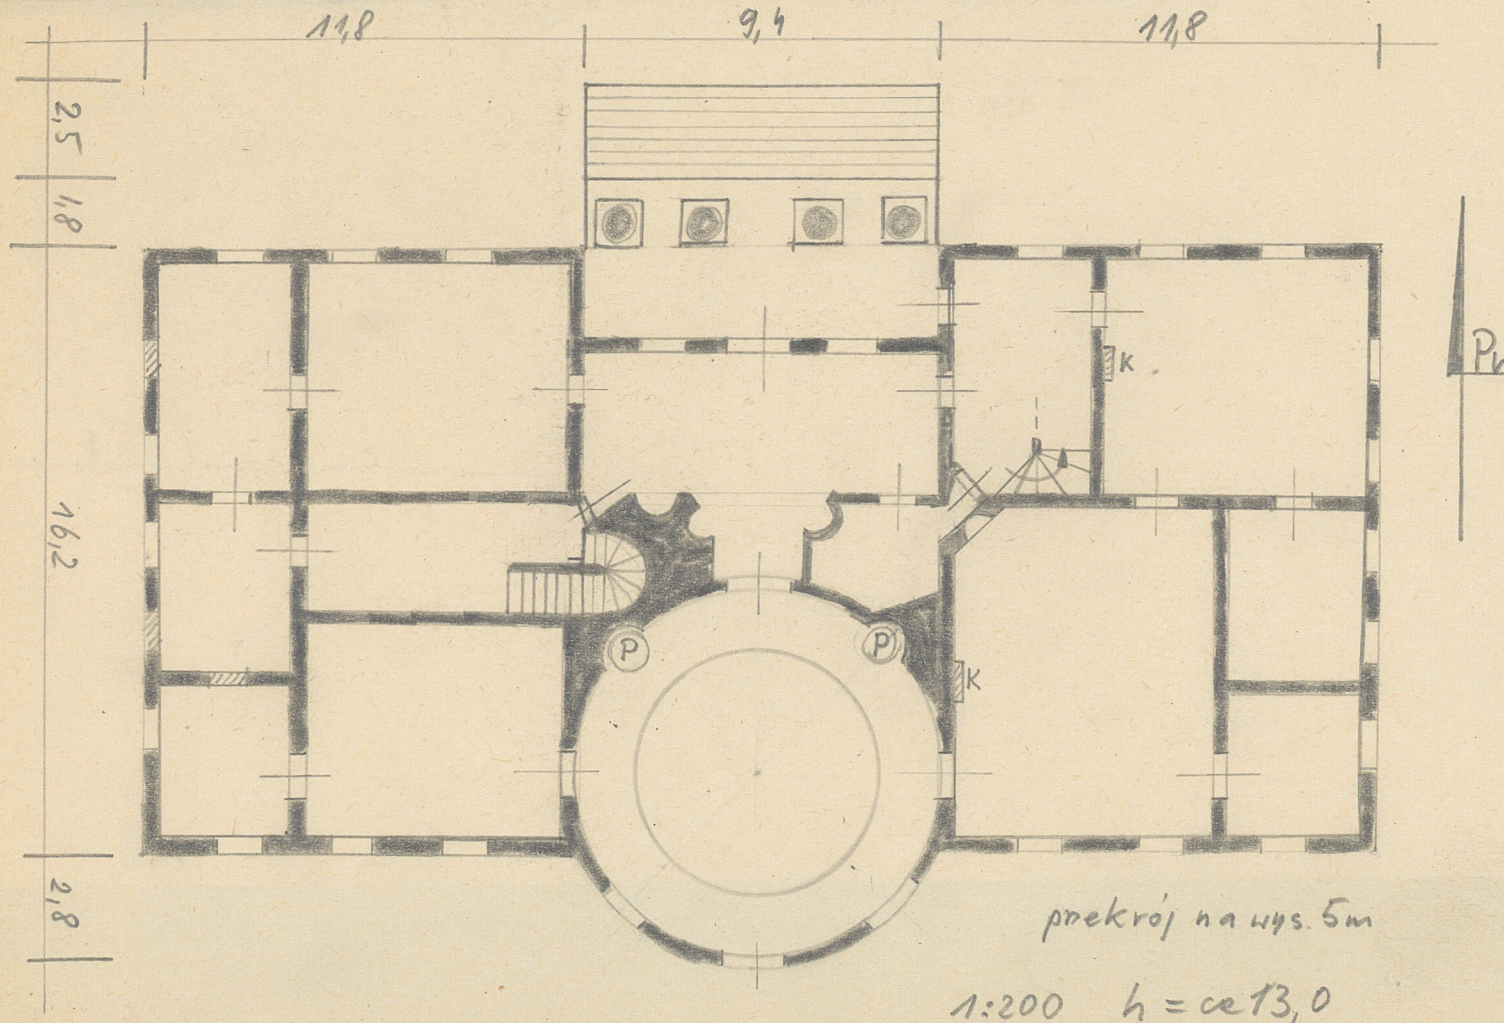 11,8 9,4 11,8
2,5
1,8
K
Pn
16,2
P P
K
2,8
przekrój na wys. 5m
1:200 h = ca 13,0